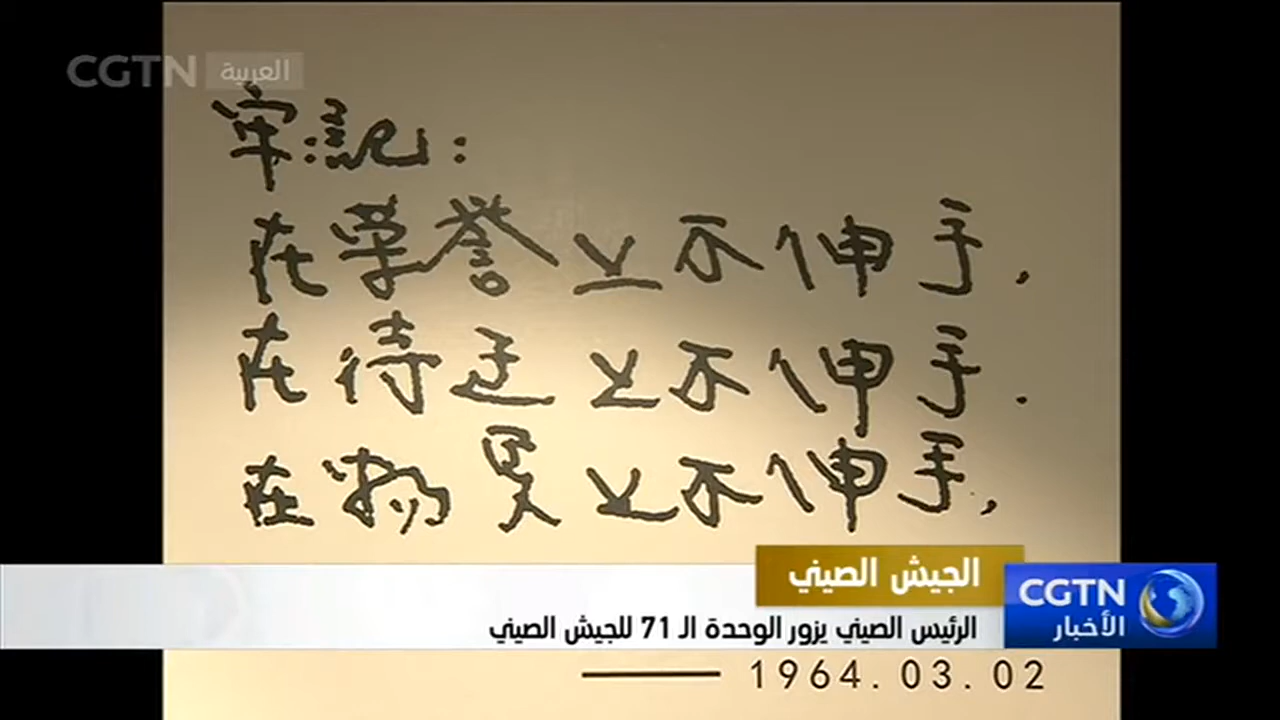 CGTN العربية
牢記:
在荣誉上不伸手,
在待遇上不伸手.
在物质上不伸手,
الجيش الصيني
الرئيس الصيني يزور الوحدة الـ 71 للجيش الصيني
CGTN
الأخبار
—— 1964.03.02